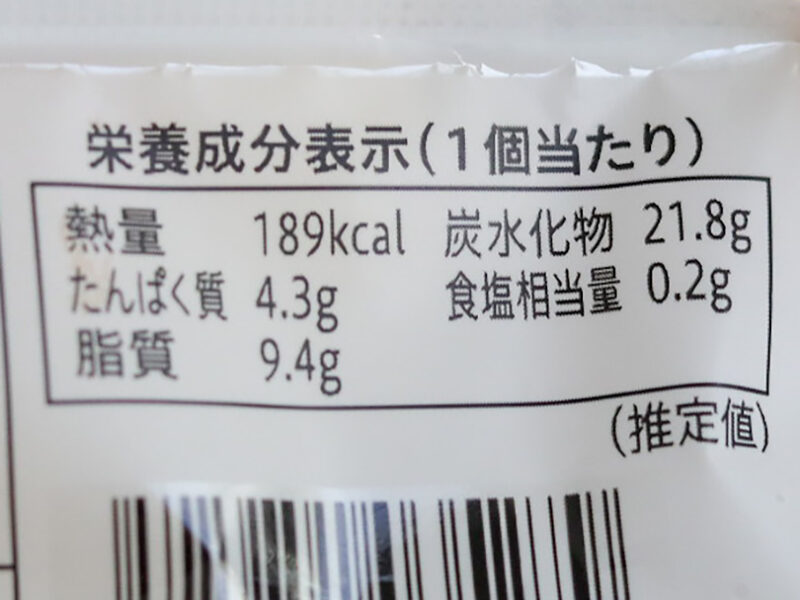 栄養成分表示(1個当たり)
熱量 189kcal 炭水化物 21.8g
たんぱく質 4.3g 食塩相当量 0.2g
脂質 9.4g
(推定値)